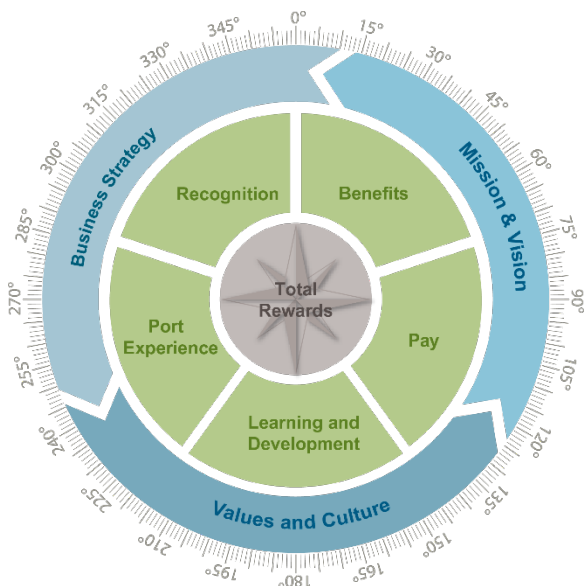 0°
15°
30°
45°
60°
75°
90°
105°
120°
135°
150°
165°
180°
195°
210°
225°
240°
255°
270°
285°
300°
315°
330°
345°
Business Strategy
Mission & Vision
Values and Culture
Recognition
Benefits
Port
Experience
Pay
Learning and
Development
Total
Rewards